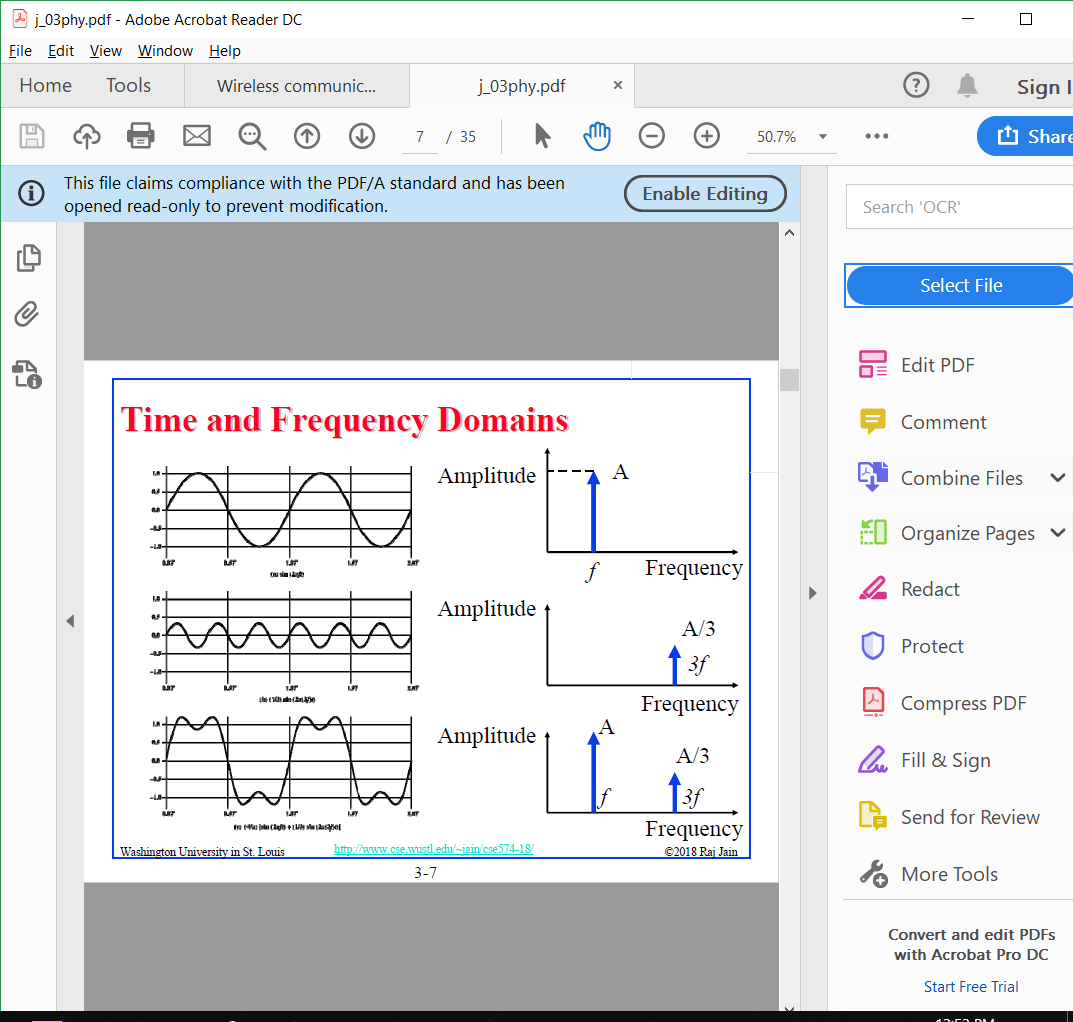 j_03phy.pdf - Adobe Acrobat Reader DC
File Edit View Window Help
Home Tools Wireless communic... j_03phy.pdf × Sign I
7 / 35 50.7% Share
This file claims compliance with the PDF/A standard and has been
opened read-only to prevent modification.
Enable Editing
Search 'OCR'
Select File
Edit PDF
Comment
Combine Files
Organize Pages
Redact
Protect
Compress PDF
Fill & Sign
Send for Review
More Tools
Convert and edit PDFs
with Acrobat Pro DC
Start Free Trial
Time and Frequency Domains
Amplitude A
f Frequency
Amplitude
A/3
3f
Frequency
Amplitude A
A/3
f 3f
Frequency
Washington University in St. Louis http://www.cse.wustl.edu/~jain/cse574-18/ ©2018 Raj Jain
3-7